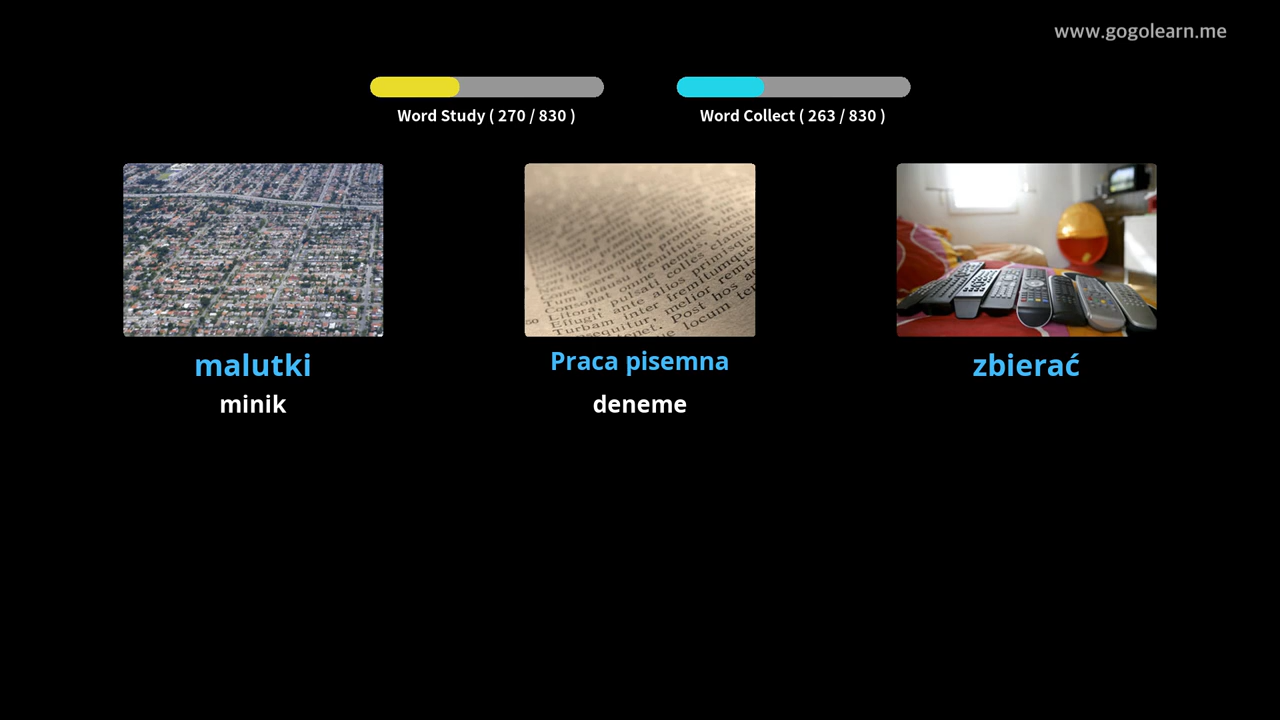 www.gogolearn.me
Word Study ( 270 / 830 )
Word Collect ( 263 / 830 )
malutki
minik
Praca pisemna
deneme
zbierać